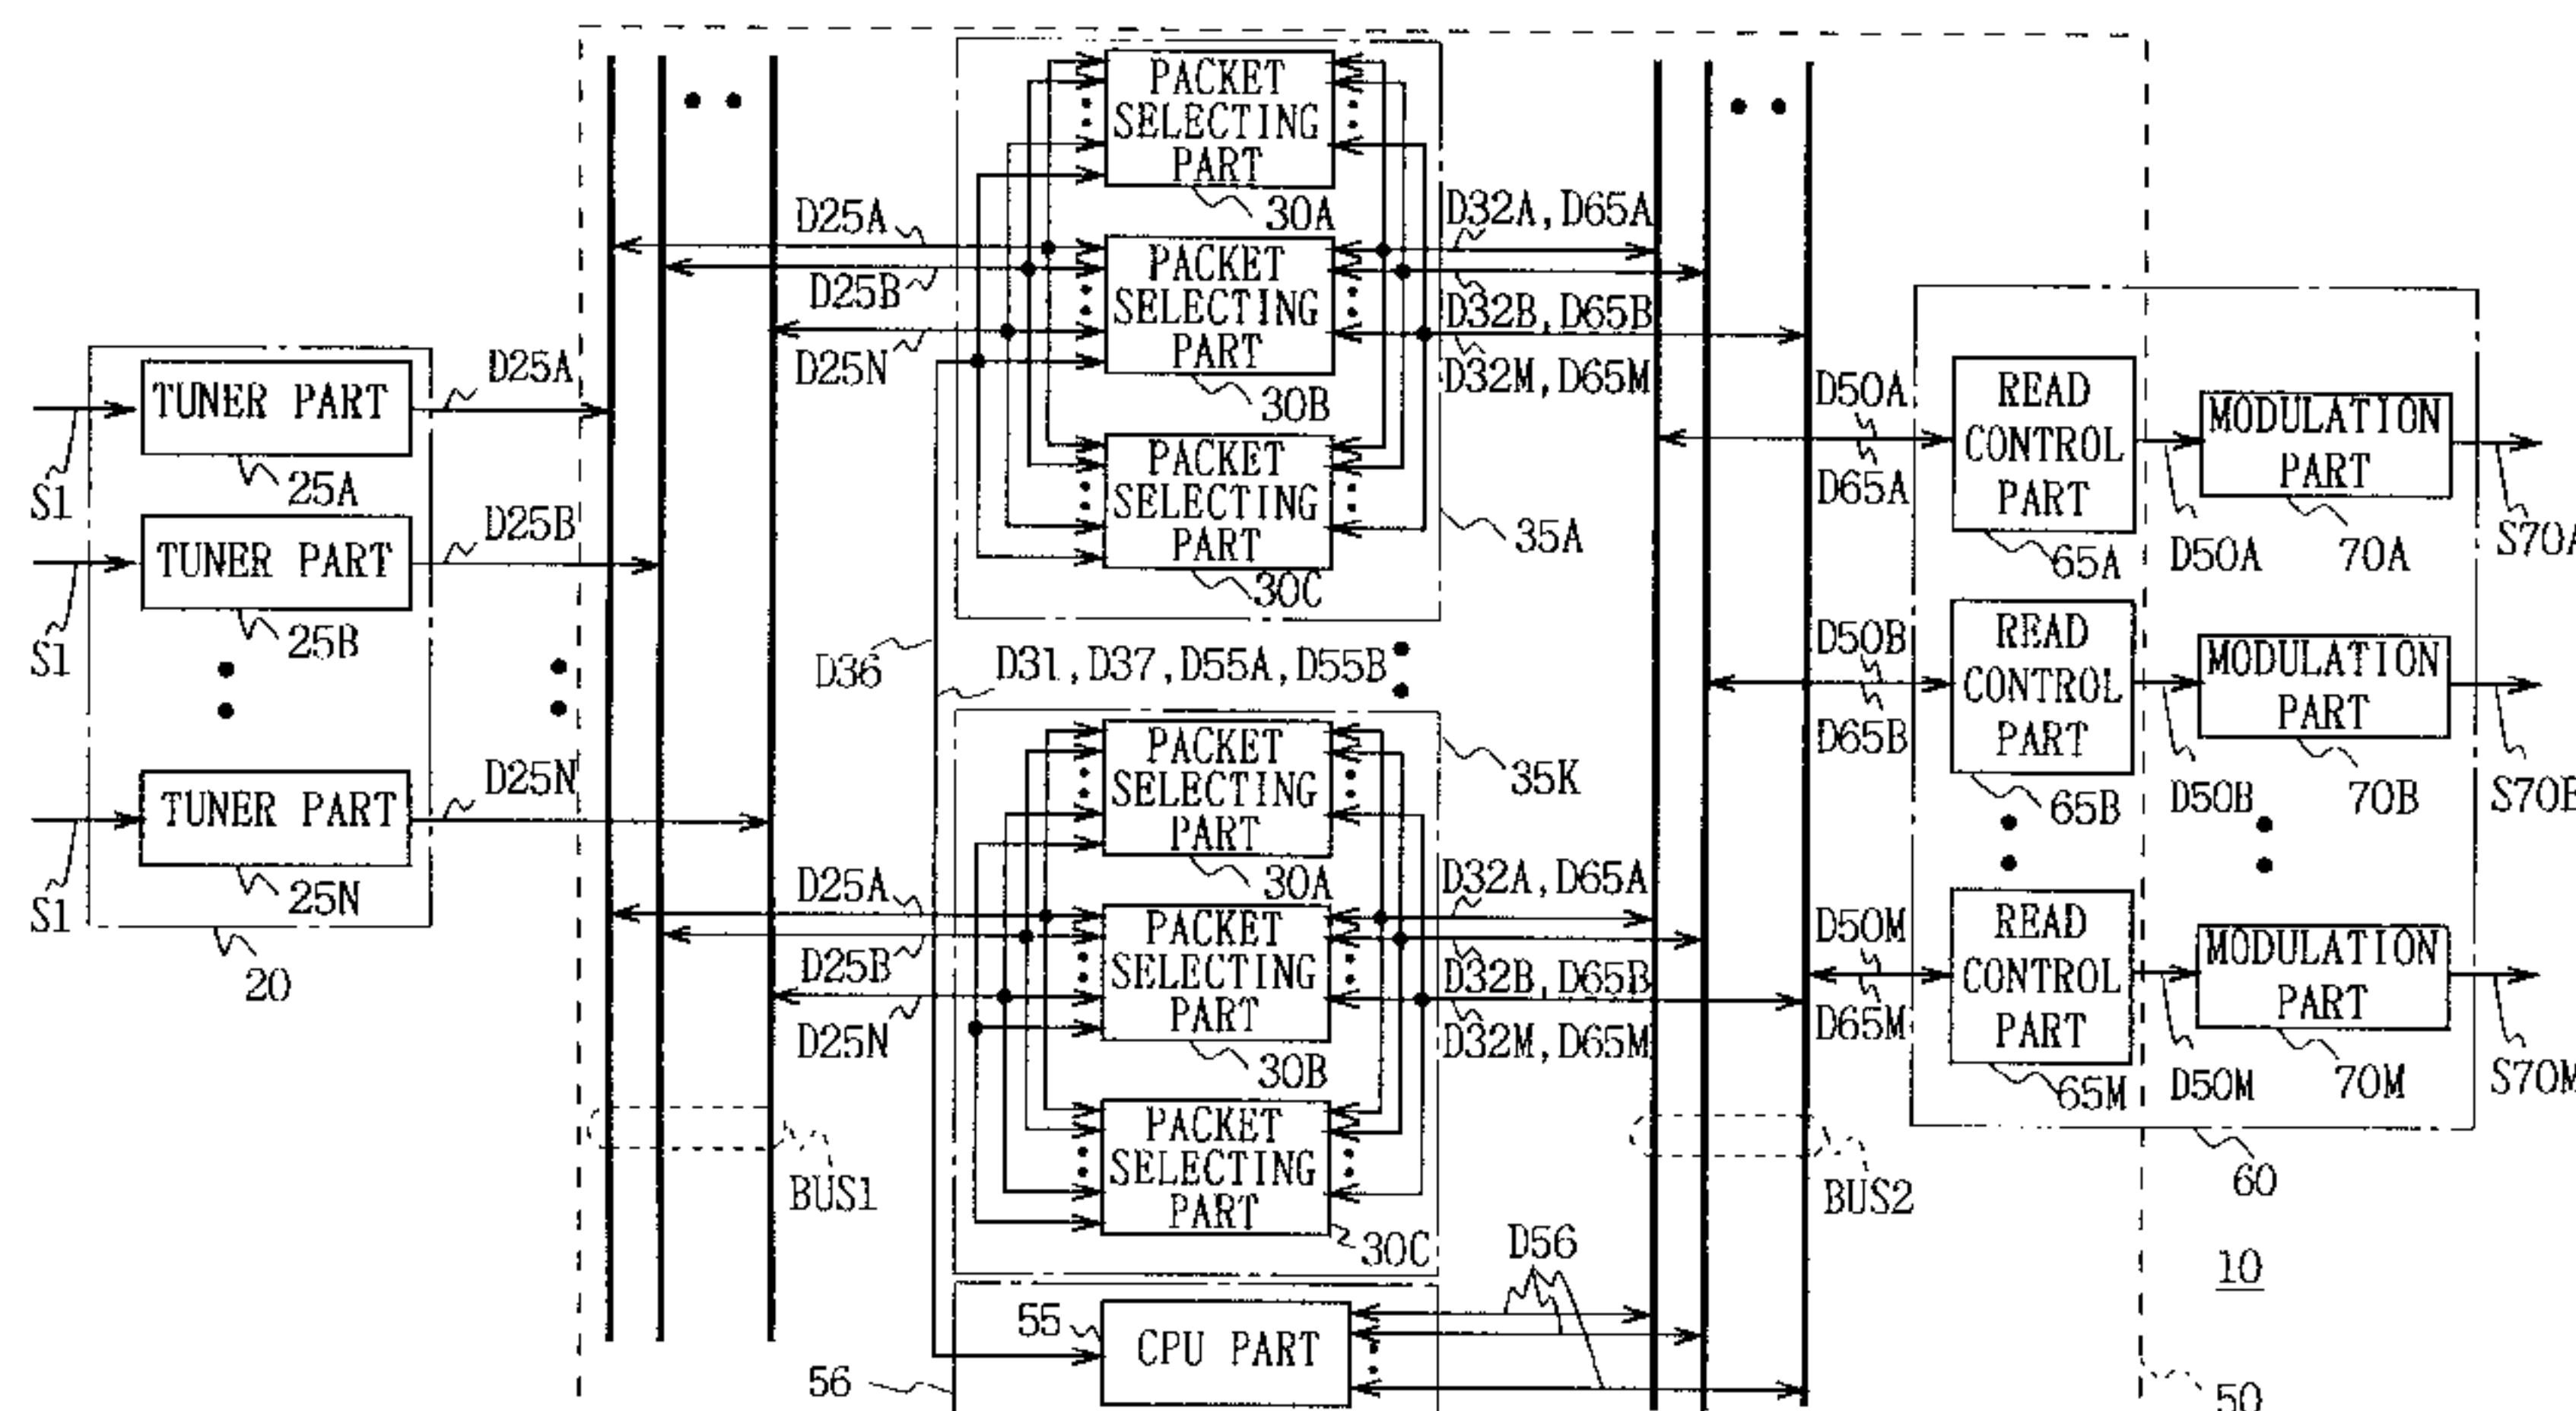 PACKET
SELECTING
PART
30A
D25A
D32A, D65A
D25B
D25N
PACKET
SELECTING
PART
30B
D32B, D65B
D32M, D65M
PACKET
SELECTING
PART
30C
35A
S1
TUNER PART
25A
D25A
S1
TUNER PART
25B
D25B
S1
TUNER PART
25N
D25N
20
D36
D31, D37, D55A, D55B
PACKET
SELECTING
PART
30A
35K
D25A
D32A, D65A
D25B
D25N
PACKET
SELECTING
PART
30B
D32B, D65B
D32M, D65M
PACKET
SELECTING
PART
30C
BUS1
BUS2
D56
55
CPU PART
56
D50A
D65A
READ
CONTROL
PART
65A
D50A
MODULATION
PART
70A
S70A
D50B
D65B
READ
CONTROL
PART
65B
D50B
MODULATION
PART
70B
S70B
D50M
D65M
READ
CONTROL
PART
65M
D50M
MODULATION
PART
70M
S70M
60
10
50